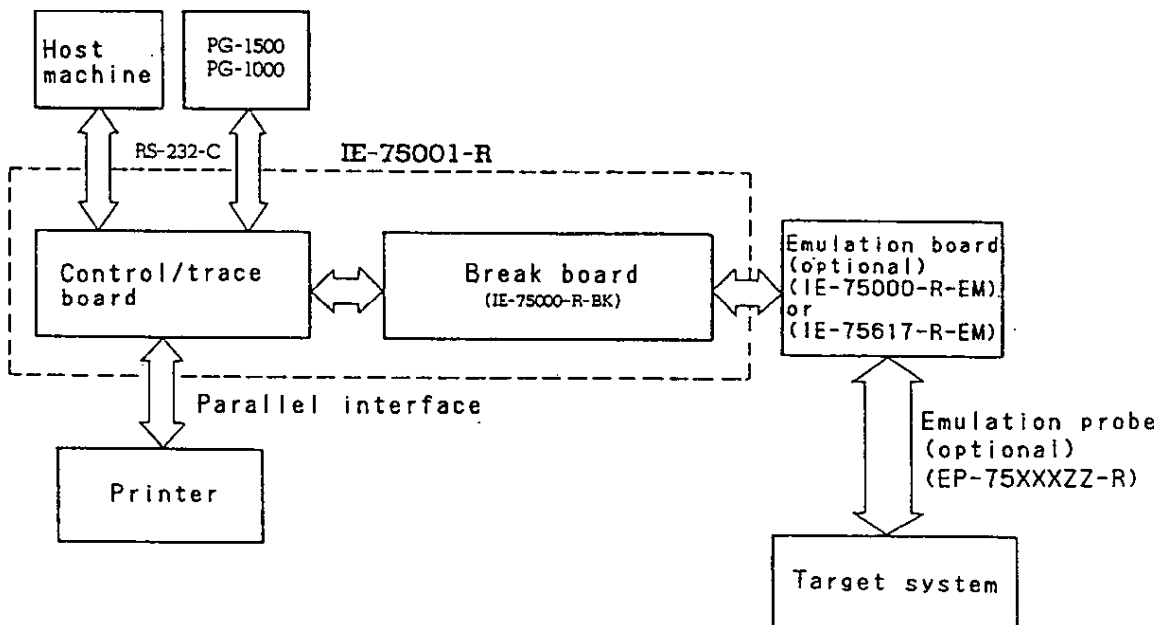 Host
machine
PG-1500
PG-1000
RS-232-C
IE-75001-R
Control/trace
board
Break board
(IE-75000-R-BK)
Emulation board
(optional)
(IE-75000-R-EM)
or
(IE-75617-R-EM)
Parallel interface
Printer
Emulation probe
(optional)
(EP-75XXXZZ-R)
Target system